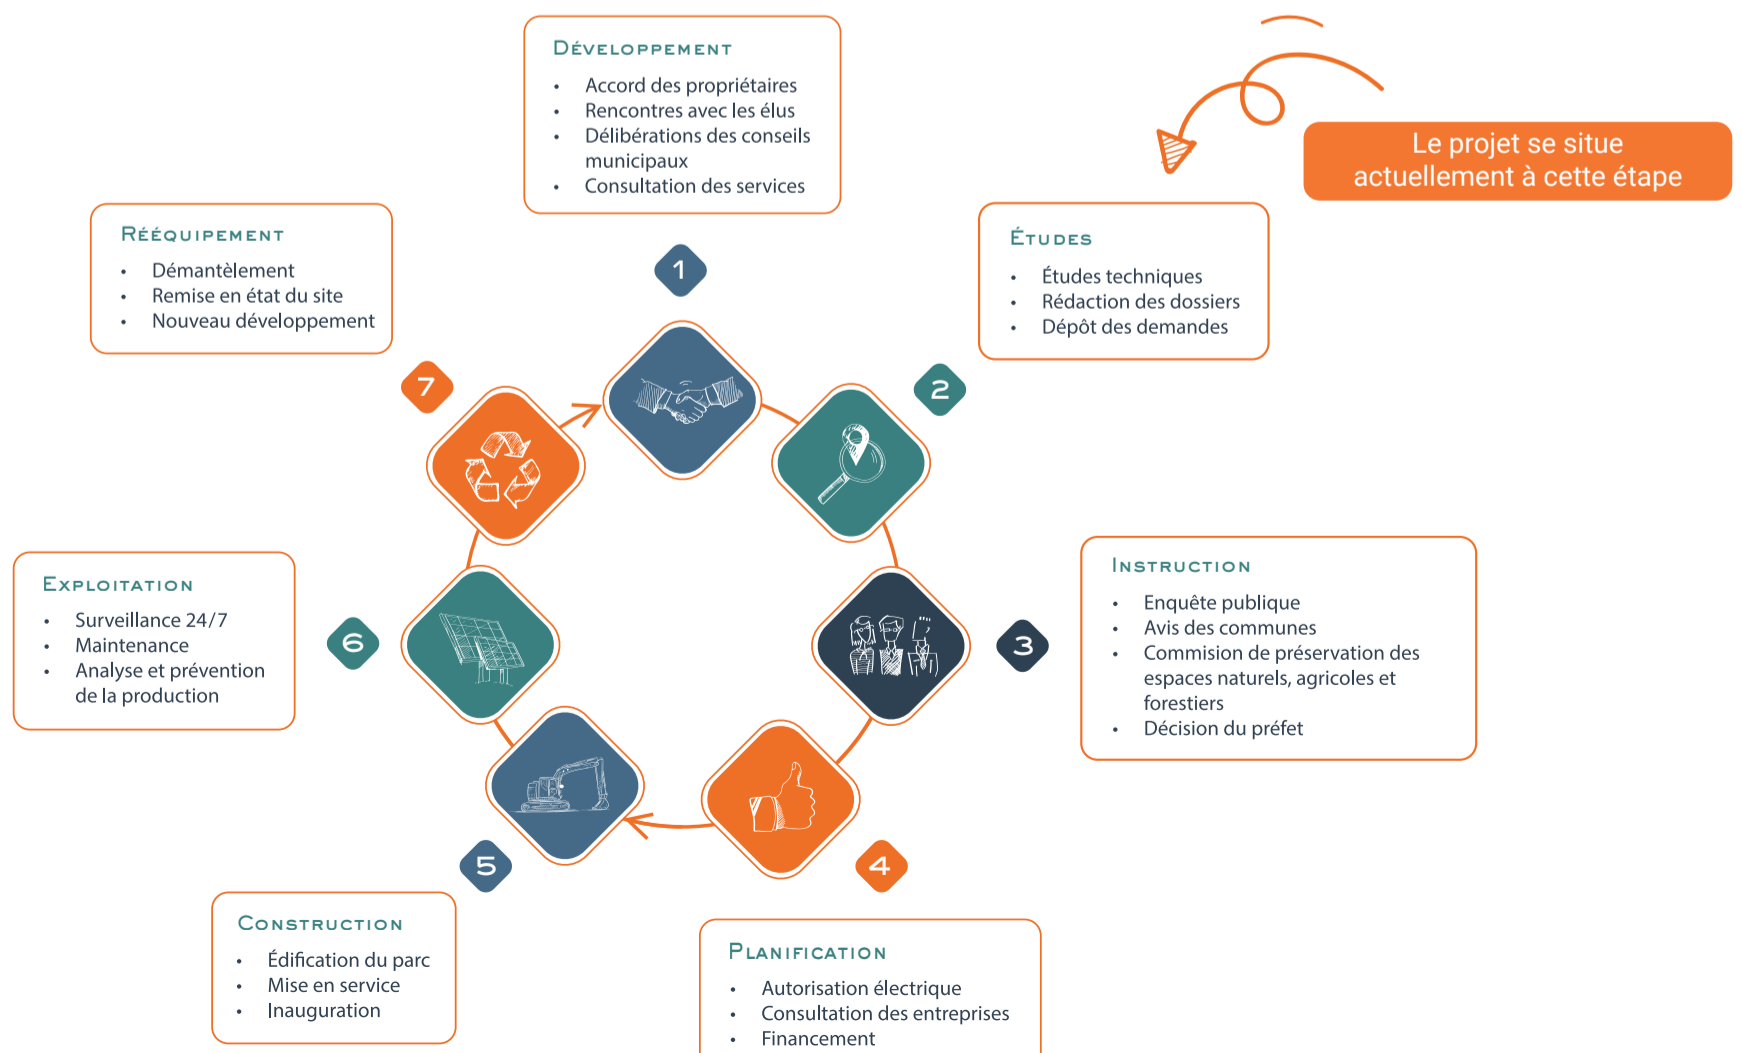 DÉVELOPPEMENT
• Accord des propriétaires
• Rencontres avec les élus
• Délibérations des conseils
municipaux
• Consultation des services
Le projet se situe
actuellement à cette étape
1
ÉTUDES
• Études techniques
• Rédaction des dossiers
• Dépôt des demandes
2
INSTRUCTION
• Enquête publique
• Avis des communes
• Commision de préservation des
espaces naturels, agricoles et
forestiers
• Décision du préfet
3
PLANIFICATION
• Autorisation électrique
• Consultation des entreprises
• Financement
4
CONSTRUCTION
• Édification du parc
• Mise en service
• Inauguration
5
EXPLOITATION
• Surveillance 24/7
• Maintenance
• Analyse et prévention
de la production
6
RÉÉQUIPEMENT
• Démantèlement
• Remise en état du site
• Nouveau développement
7